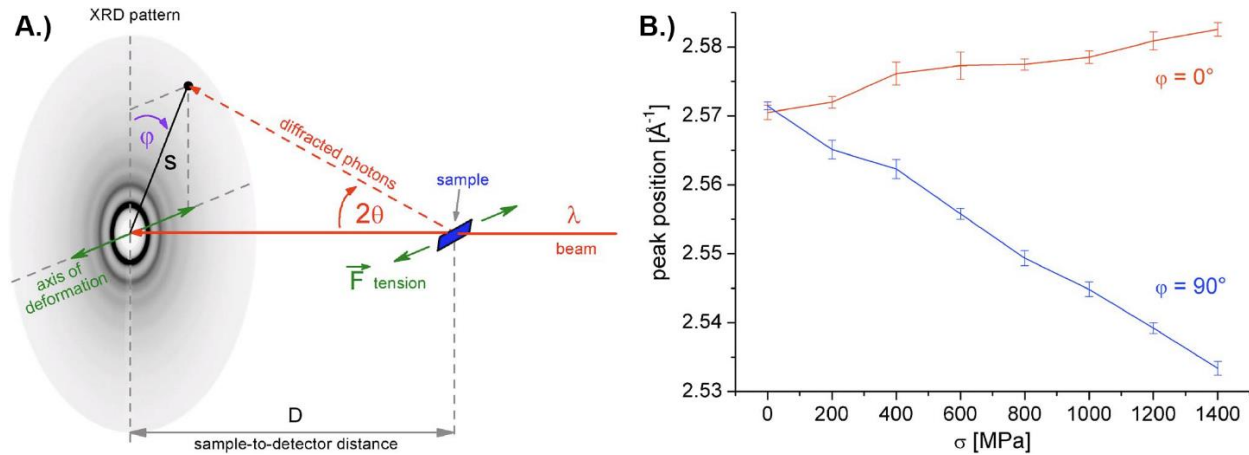 A.)
XRD pattern
φ
s
diffracted photons
2θ
sample
λ
beam
F
tension
axis of
deformation
D
sample-to-detector distance
B.)
peak position [Å-1]
2.58
2.57
2.56
2.55
2.54
2.53
φ = 0°
φ = 90°
0 200 400 600 800 1000 1200 1400
σ [MPa]